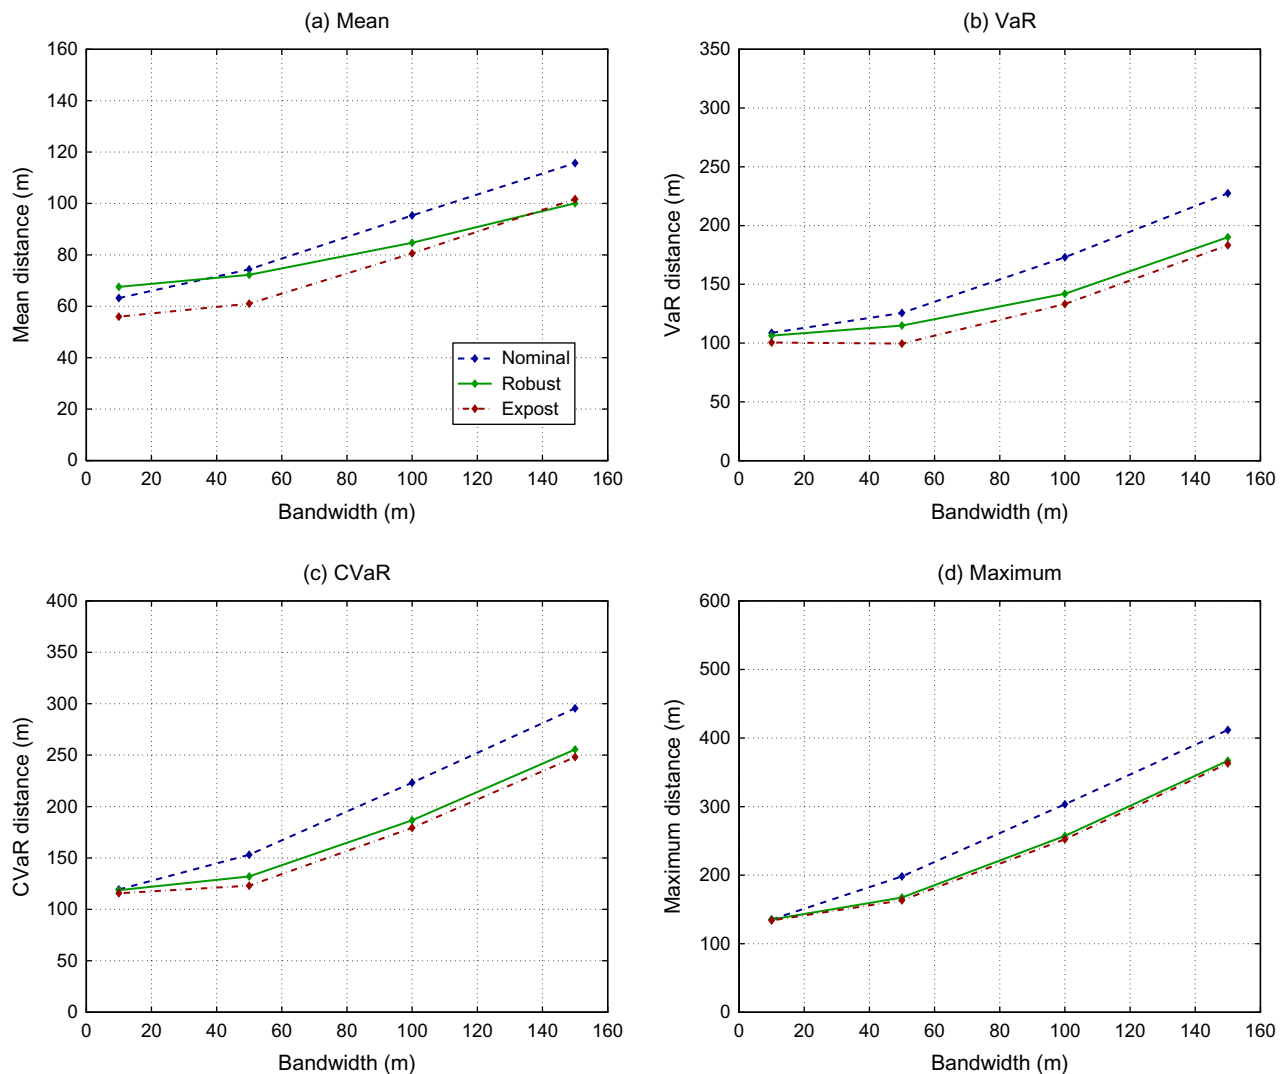 (a) Mean
160
140
120
100
80
60
40
20
0
Mean distance (m)
Nominal
Robust
Expost
0 20 40 60 80 100 120 140 160
Bandwidth (m)
(b) VaR
350
300
250
200
150
100
50
0
VaR distance (m)
0 20 40 60 80 100 120 140 160
Bandwidth (m)
(c) CVaR
400
350
300
250
200
150
100
50
0
CVaR distance (m)
0 20 40 60 80 100 120 140 160
Bandwidth (m)
(d) Maximum
600
500
400
300
200
100
0
Maximum distance (m)
0 20 40 60 80 100 120 140 160
Bandwidth (m)